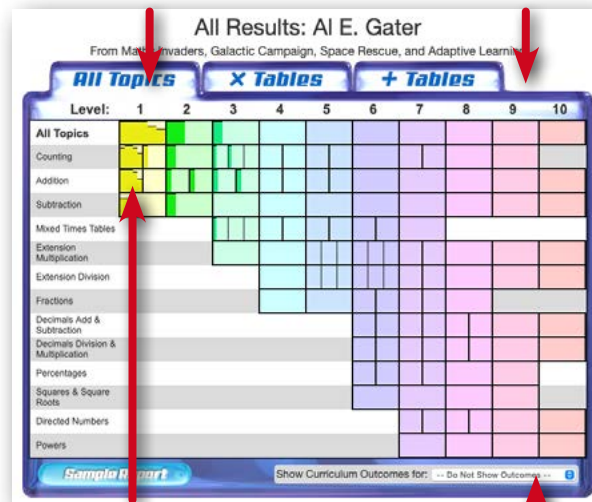 All Results: Al E. Gater
From Maths Invaders, Galactic Campaign, Space Rescue, and Adaptive Learning
All Topics × Tables + Tables
Level: 1 2 3 4 5 6 7 8 9 10
All Topics
Counting
Addition
Subtraction
Mixed Times Tables
Extension
Multiplication
Extension Division
Fractions
Decimals Add &
Subtraction
Decimals Division &
Multiplication
Percentages
Squares & Square
Roots
Directed Numbers
Powers
Sample Report Show Curriculum Outcomes for: -- Do Not Show Outcomes --